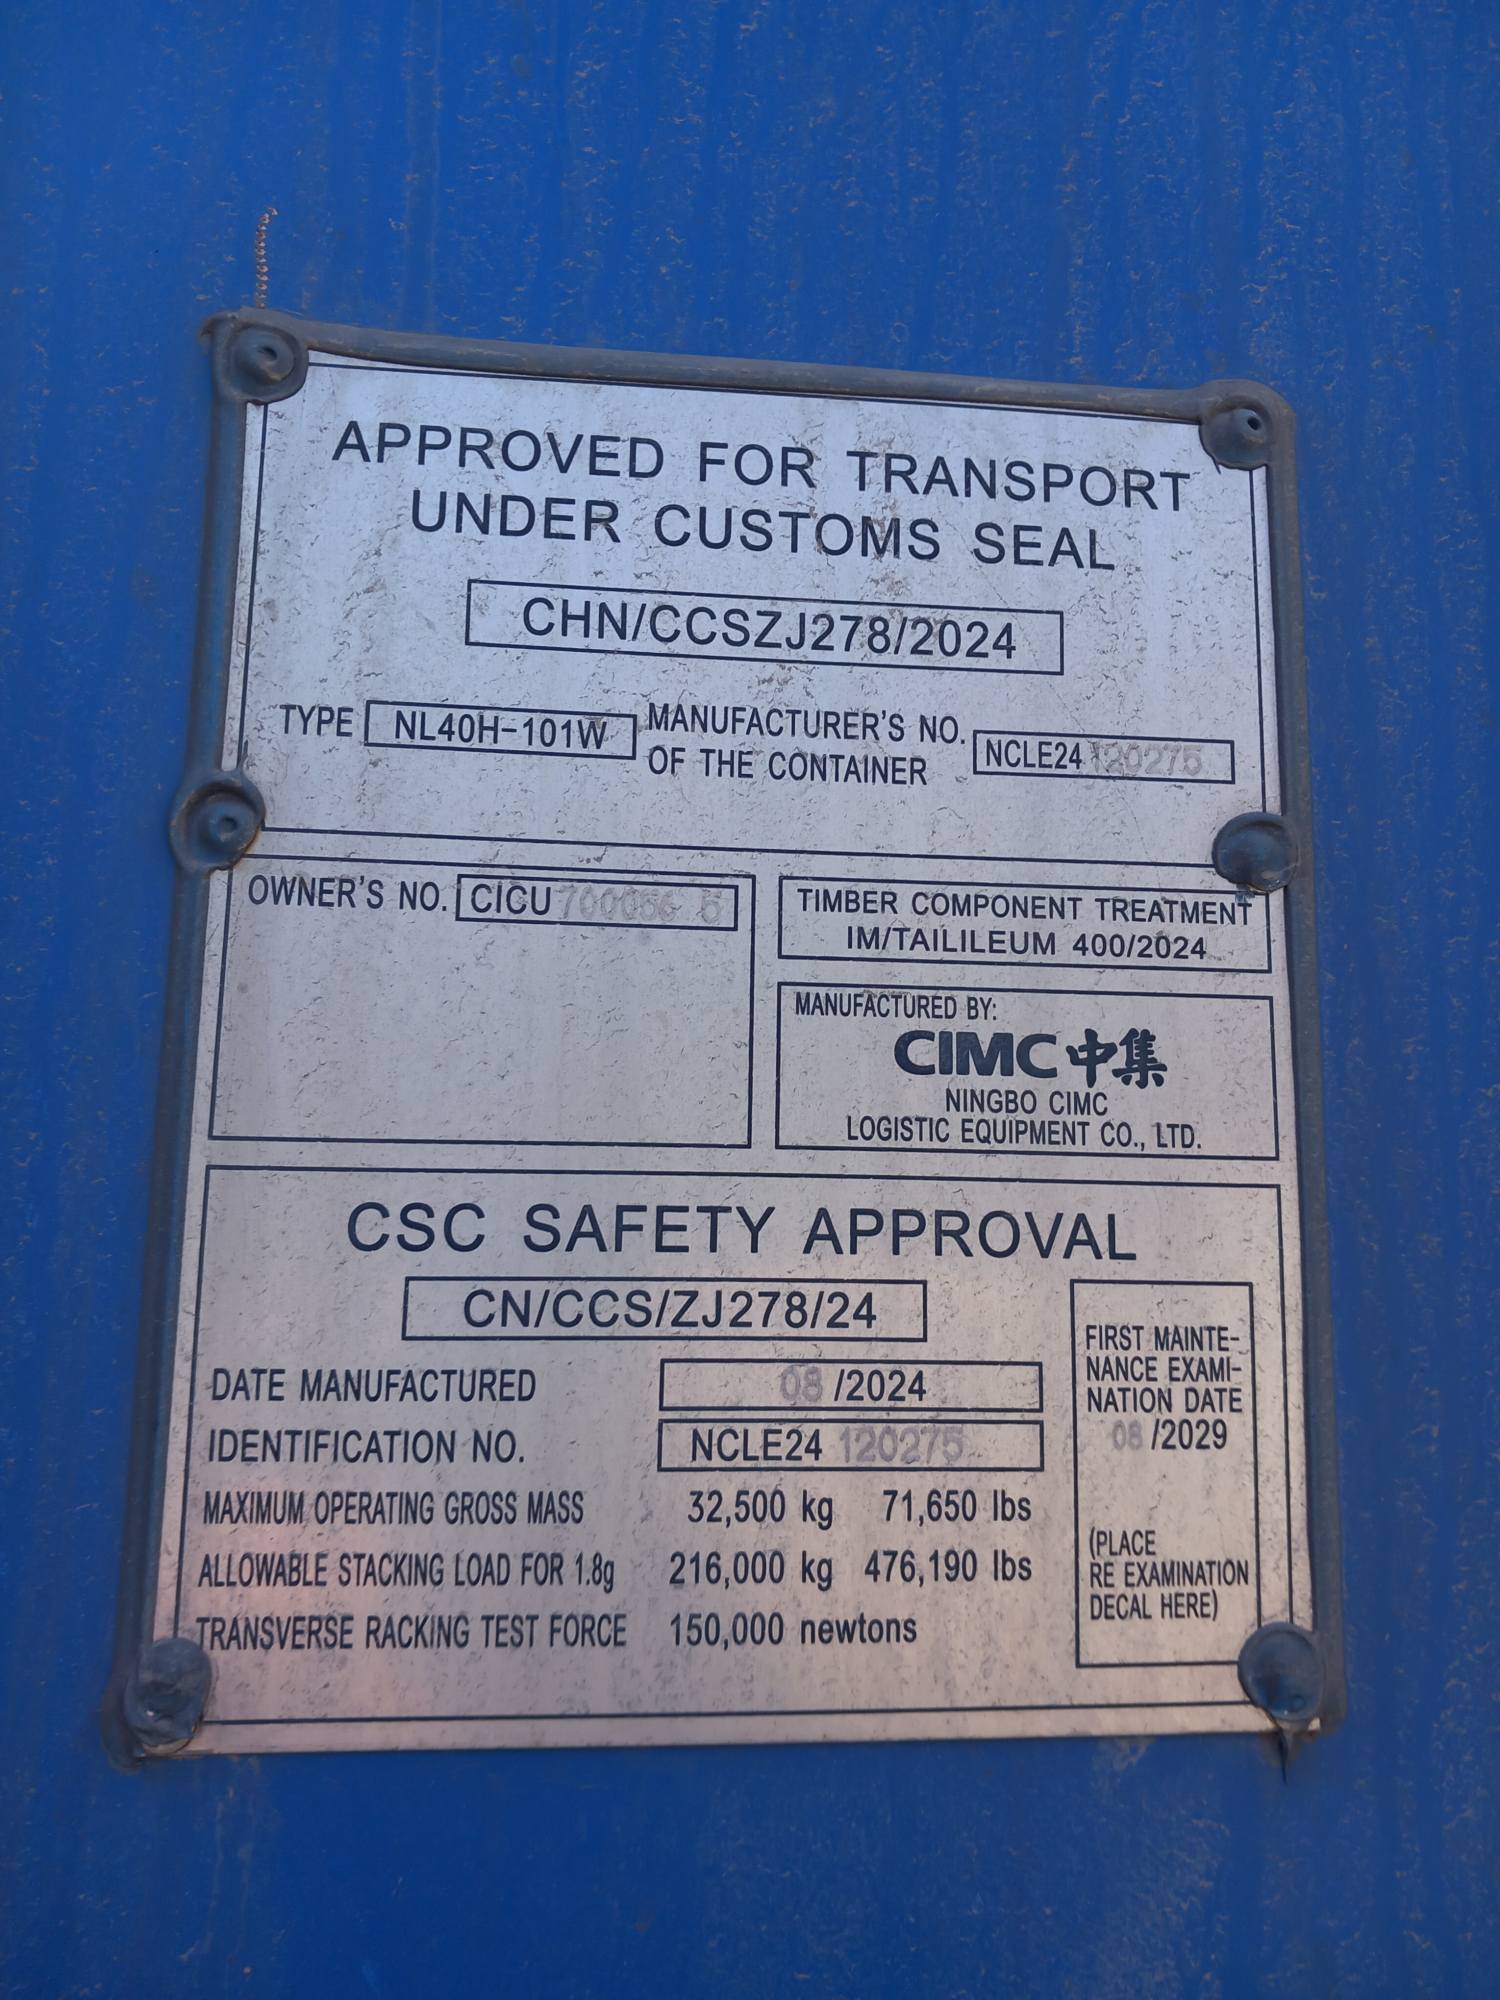 APPROVED FOR TRANSPORT
UNDER CUSTOMS SEAL
CHN/CCSZJ278/2024
TYPE NL40H-101W MANUFACTURER'S NO.
OF THE CONTAINER NCLE24 120275
OWNER'S NO. CICU
TIMBER COMPONENT TREATMENT
IM/TAILILEUM 400/2024
MANUFACTURED BY:
CIMC中集
NINGBO CIMC
LOGISTIC EQUIPMENT CO., LTD.
CSC SAFETY APPROVAL
CN/CCS/ZJ278/24
DATE MANUFACTURED 08 /2024
IDENTIFICATION NO. NCLE24 120275
MAXIMUM OPERATING GROSS MASS 32,500 kg 71,650 lbs
ALLOWABLE STACKING LOAD FOR 1.8g 216,000 kg 476,190 lbs
TRANSVERSE RACKING TEST FORCE 150,000 newtons
FIRST MAINTE-
NANCE EXAMI-
NATION DATE
08 /2029
(PLACE
RE EXAMINATION
DECAL HERE)